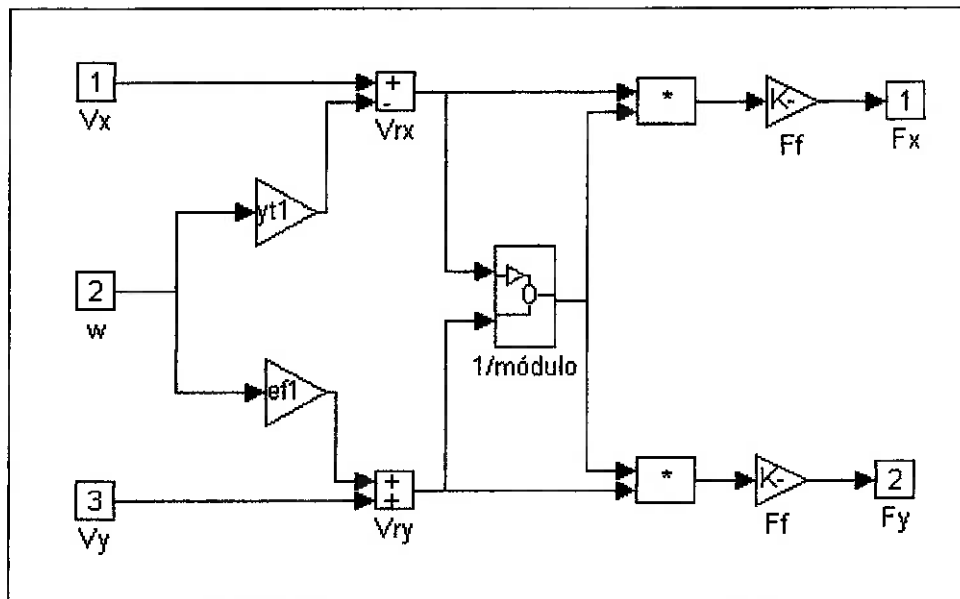 1
Vx
+
-
Vrx
*
K-
Ff
1
Fx
yt1
2
w
1/módulo
ef1
3
Vy
+
+
Vry
*
K-
Ff
2
Fy